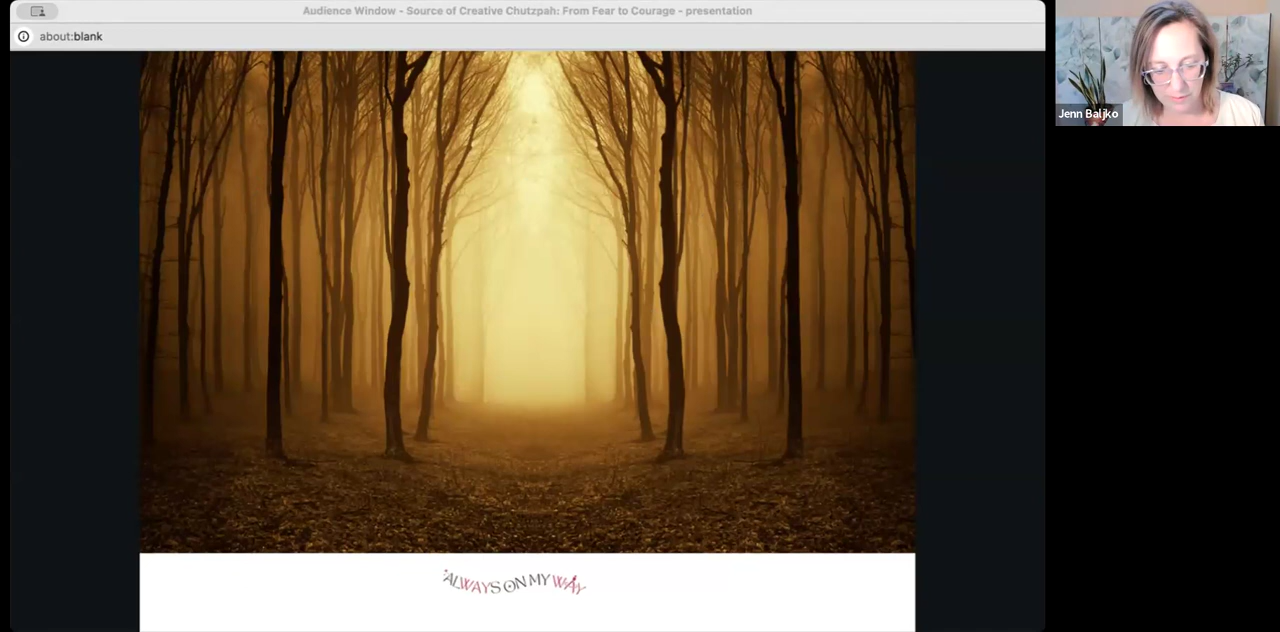 Audience Window - Source of Creative Chutzpah: From Fear to Courage - presentation
about:blank
Jenn Baljko
ALWAYS ON MY WAY